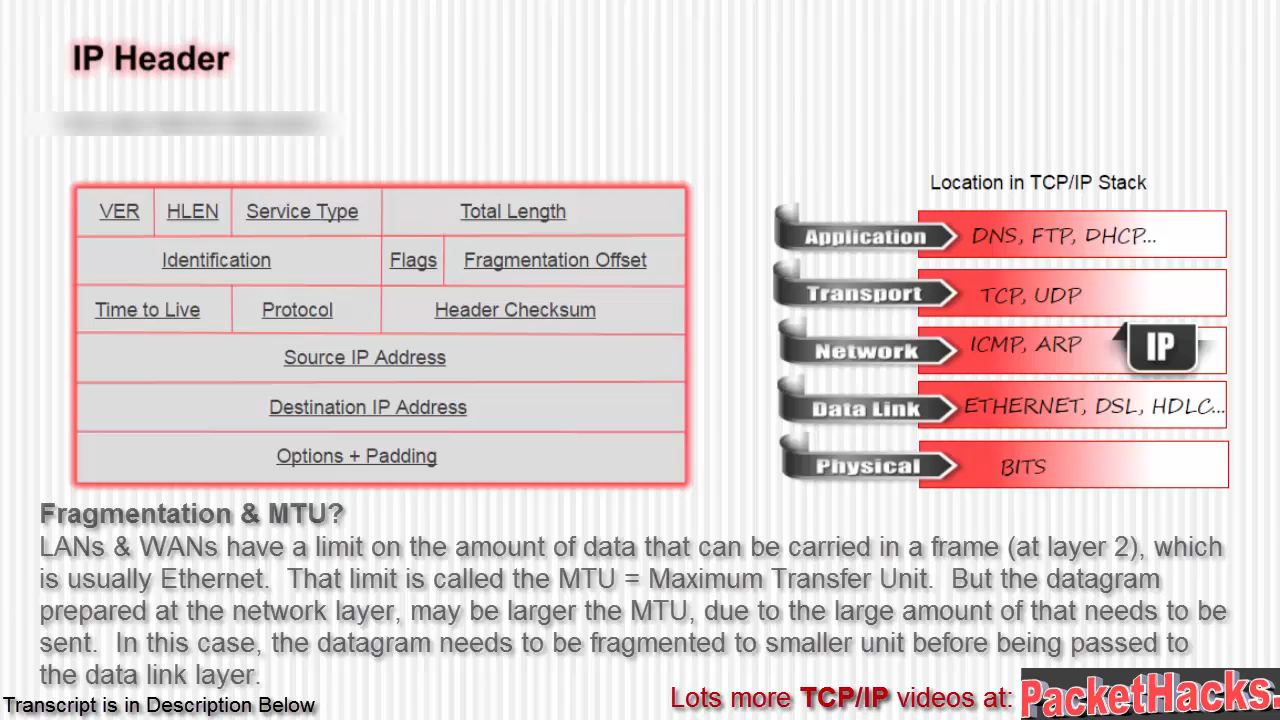 IP Header
VER HLEN Service Type Total Length
Identification Flags Fragmentation Offset
Time to Live Protocol Header Checksum
Source IP Address
Destination IP Address
Options + Padding
Location in TCP/IP Stack
Application DNS, FTP, DHCP...
Transport TCP, UDP
Network ICMP, ARP IP
Data Link ETHERNET, DSL, HDLC...
Physical BITS
Fragmentation & MTU?
LANs & WANs have a limit on the amount of data that can be carried in a frame (at layer 2), which
is usually Ethernet. That limit is called the MTU = Maximum Transfer Unit. But the datagram
prepared at the network layer, may be larger the MTU, due to the large amount of that needs to be
sent. In this case, the datagram needs to be fragmented to smaller unit before being passed to
the data link layer.
Transcript is in Description Below
Lots more TCP/IP videos at: PacketHacks.